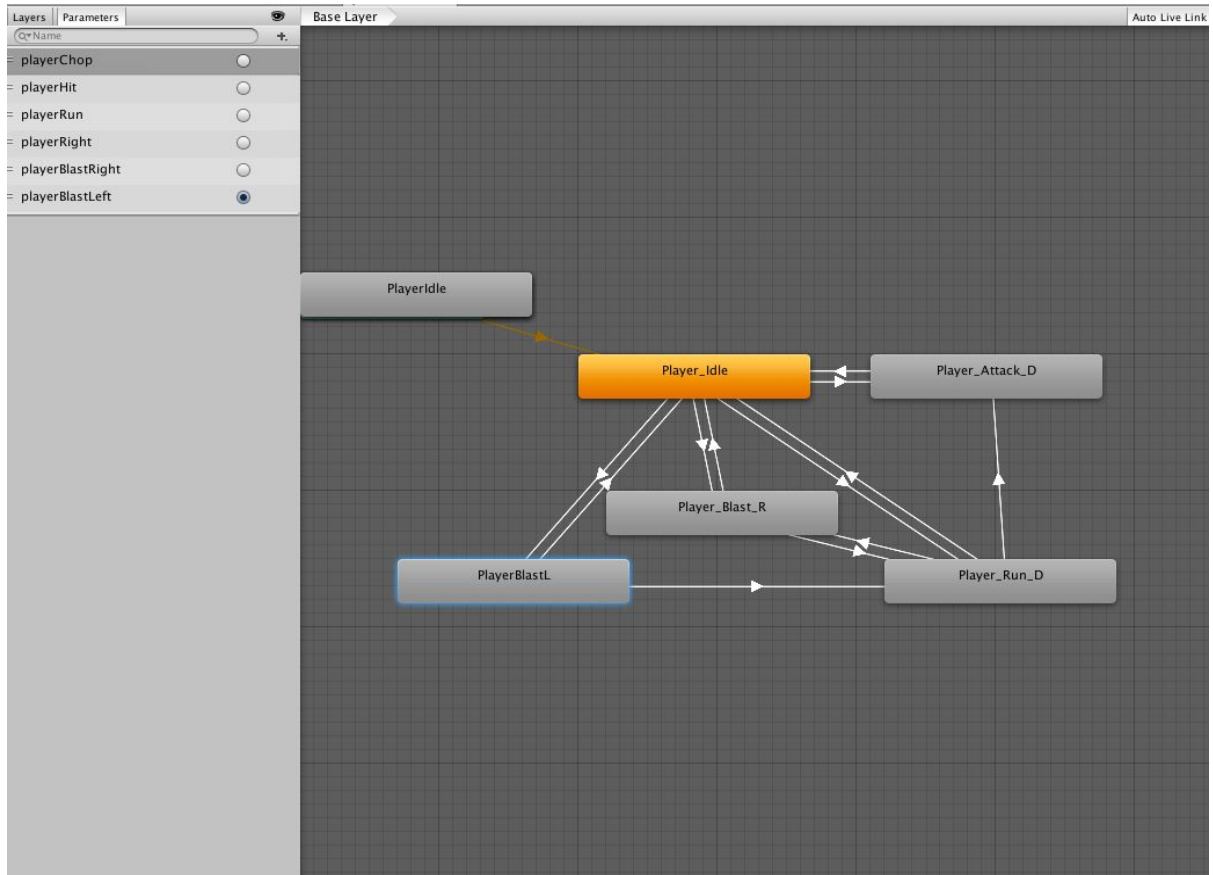 Layers Parameters
Base Layer
Auto Live Link
Name
playerChop
playerHit
playerRun
playerRight
playerBlastRight
playerBlastLeft
PlayerIdle
Player_Idle
Player_Attack_D
Player_Blast_R
PlayerBlastL
Player_Run_D